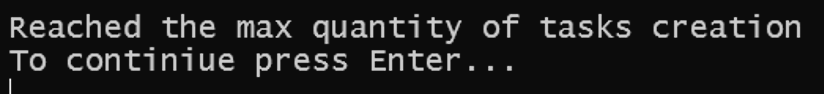 Reached the max quantity of tasks creation
To continiue press Enter...